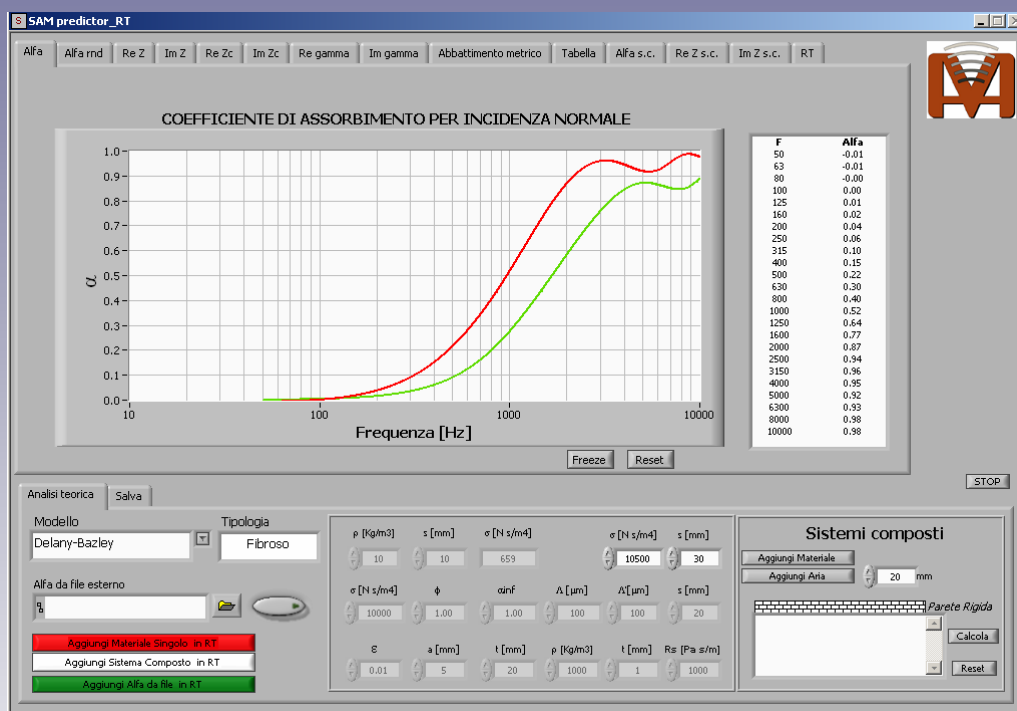 SAM predictor_RT
Alfa Alfa rnd Re Z Im Z Re Zc Im Zc Re gamma Im gamma Abbattimento metrico Tabella Alfa s.c. Re Z s.c. Im Z s.c. RT
COEFFICIENTE DI ASSORBIMENTO PER INCIDENZA NORMALE
α
1.0
0.9
0.8
0.7
0.6
0.5
0.4
0.3
0.2
0.1
0.0
10 100 1000 10000
Frequenza [Hz]
F Alfa
50 -0.01
63 -0.01
80 -0.00
100 0.00
125 0.01
160 0.02
200 0.04
250 0.06
315 0.10
400 0.15
500 0.22
630 0.30
800 0.40
1000 0.52
1250 0.64
1600 0.77
2000 0.87
2500 0.94
3150 0.96
4000 0.95
5000 0.92
6300 0.93
8000 0.98
10000 0.98
Freeze Reset
STOP
Analisi teorica Salva
Modello Tipologia
Delany-Bazley Fibroso
Alfa da file esterno
Aggiungi Materiale Singolo in RT
Aggiungi Sistema Composto in RT
Aggiungi Alfa da file in RT
ρ [Kg/m3] s [mm] σ [N s/m4] σ [N s/m4] s [mm]
10 10 659 10500 30
σ [N s/m4] ϕ αinf Λ [µm] Λ'[µm] s [mm]
10000 1.00 1.00 100 100 20
ε a [mm] t [mm] ρ [Kg/m3] t [mm] Rs [Pa s/m]
0.01 5 20 1000 1 1000
Sistemi composti
Aggiungi Materiale
Aggiungi Aria 20 mm
Parete Rigida
Calcola
Reset